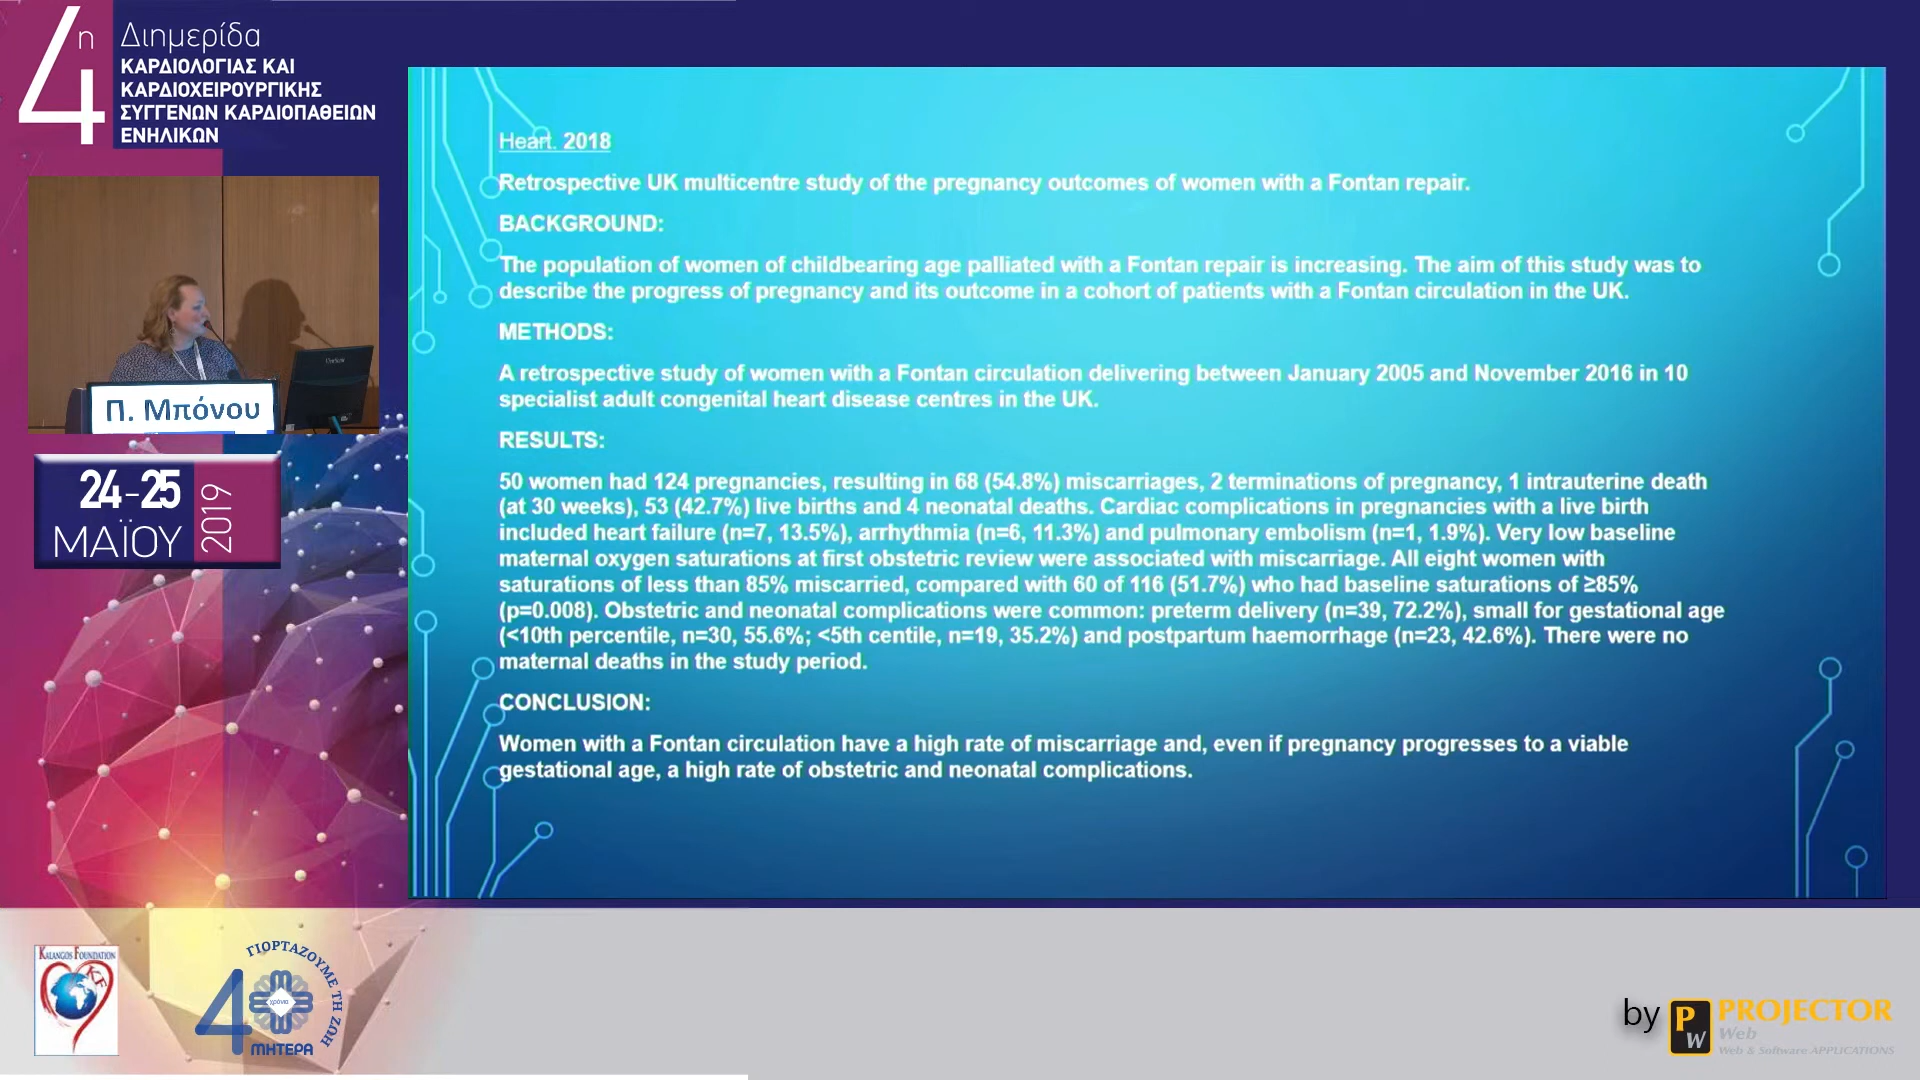 4η Διημερίδα
ΚΑΡΔΙΟΛΟΓΙΑΣ ΚΑΙ
ΚΑΡΔΙΟΧΕΙΡΟΥΡΓΙΚΗΣ
ΣΥΓΓΕΝΩΝ ΚΑΡΔΙΟΠΑΘΕΙΩΝ
ΕΝΗΛΙΚΩΝ
Π. Μπόνου
24-25
ΜΑΪΟΥ
2019
Heart. 2018
Retrospective UK multicentre study of the pregnancy outcomes of women with a Fontan repair.
BACKGROUND:
The population of women of childbearing age palliated with a Fontan repair is increasing. The aim of this study was to
describe the progress of pregnancy and its outcome in a cohort of patients with a Fontan circulation in the UK.
METHODS:
A retrospective study of women with a Fontan circulation delivering between January 2005 and November 2016 in 10
specialist adult congenital heart disease centres in the UK.
RESULTS:
50 women had 124 pregnancies, resulting in 68 (54.8%) miscarriages, 2 terminations of pregnancy, 1 intrauterine death
(at 30 weeks), 53 (42.7%) live births and 4 neonatal deaths. Cardiac complications in pregnancies with a live birth
included heart failure (n=7, 13.5%), arrhythmia (n=6, 11.3%) and pulmonary embolism (n=1, 1.9%). Very low baseline
maternal oxygen saturations at first obstetric review were associated with miscarriage. All eight women with
saturations of less than 85% miscarried, compared with 60 of 116 (51.7%) who had baseline saturations of ≥85%
(p=0.008). Obstetric and neonatal complications were common: preterm delivery (n=39, 72.2%), small for gestational age
(<10th percentile, n=30, 55.6%; <5th centile, n=19, 35.2%) and postpartum haemorrhage (n=23, 42.6%). There were no
maternal deaths in the study period.
CONCLUSION:
Women with a Fontan circulation have a high rate of miscarriage and, even if pregnancy progresses to a viable
gestational age, a high rate of obstetric and neonatal complications.
KALANGOS FOUNDATION
KF
ΓΙΟΡΤΑΖΟΥΜΕ ΤΗ ΖΩΗ
40
χρόνια
ΜΗΤΕΡΑ
by PW PROJECTOR
Web
Web & Software APPLICATIONS